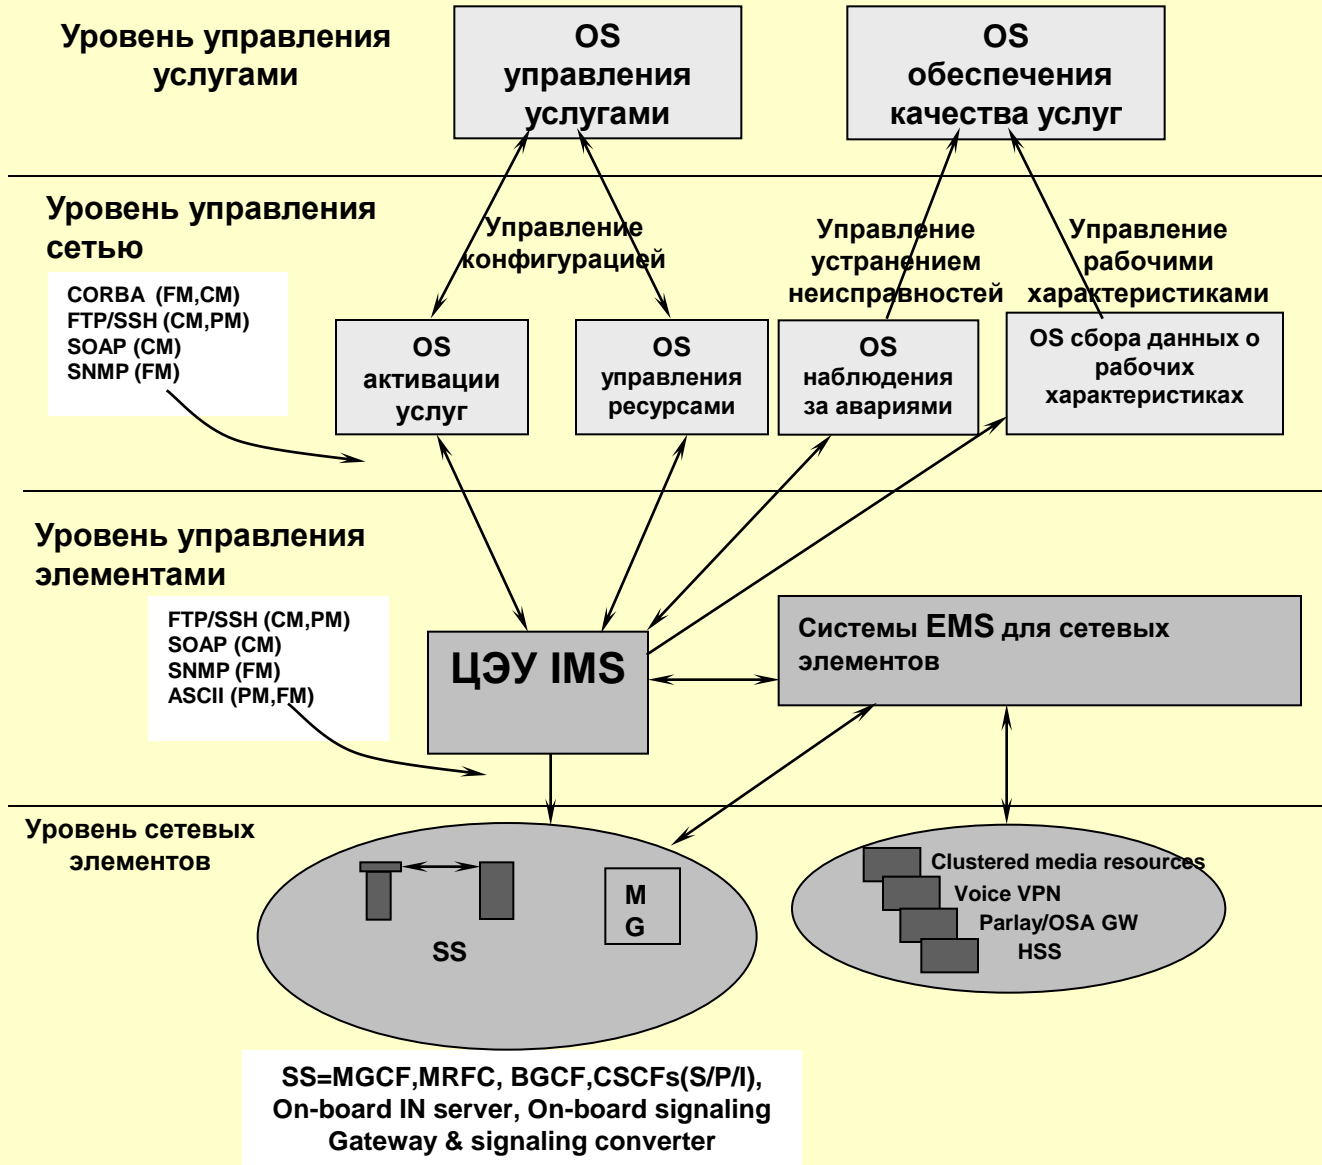 Уровень управления
услугами
OS
управления
услугами
OS
обеспечения
качества услуг
Уровень управления
сетью
Управление
конфигурацией
Управление
устранением
неисправностей
Управление
рабочими
характеристиками
CORBA (FM,CM)
FTP/SSH (CM,PM)
SOAP (CM)
SNMP (FM)
OS
активации
услуг
OS
управления
ресурсами
OS
наблюдения
за авариями
OS сбора данных о
рабочих
характеристиках
Уровень управления
элементами
FTP/SSH (CM,PM)
SOAP (CM)
SNMP (FM)
ASCII (PM,FM)
ЦЭУ IMS
Системы EMS для сетевых
элементов
Уровень сетевых
элементов
SS
M
G
Clustered media resources
Voice VPN
Parlay/OSA GW
HSS
SS=MGCF,MRFC, BGCF,CSCFs(S/P/I),
On-board IN server, On-board signaling
Gateway & signaling converter